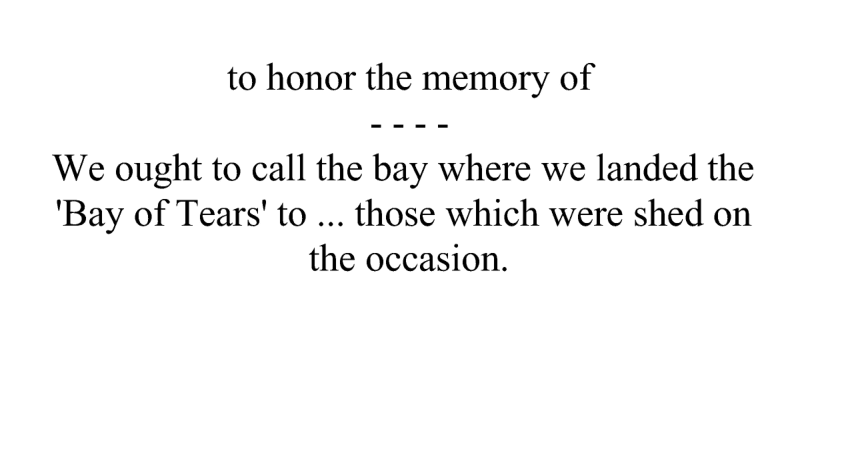 to honor the memory of
- - - -
We ought to call the bay where we landed the
'Bay of Tears' to ... those which were shed on
the occasion.